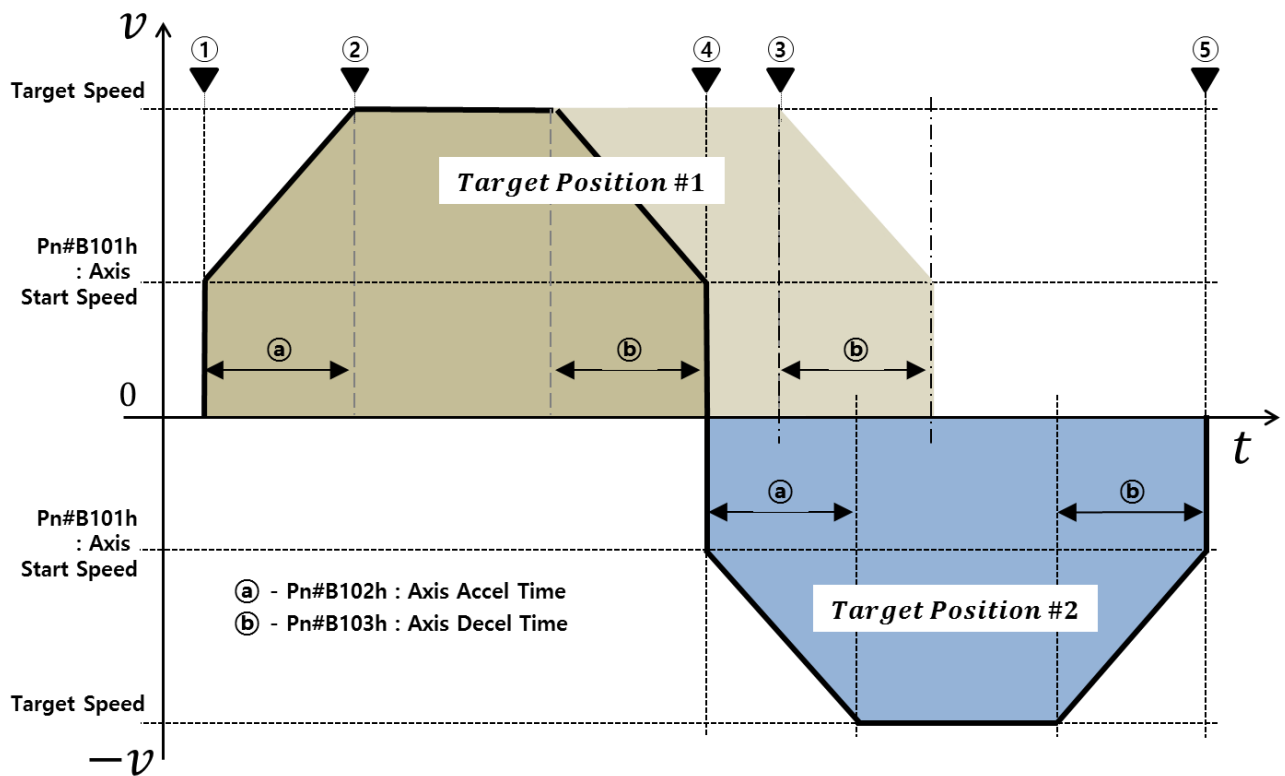 v
① ② ④ ③ ⑤
Target Speed
Target Position #1
Pn#B101h
: Axis
Start Speed
ⓐ ⓑ ⓑ
0
t
ⓐ ⓑ
Pn#B101h
: Axis
Start Speed
ⓐ - Pn#B102h : Axis Accel Time
ⓑ - Pn#B103h : Axis Decel Time
Target Position #2
Target Speed
−v